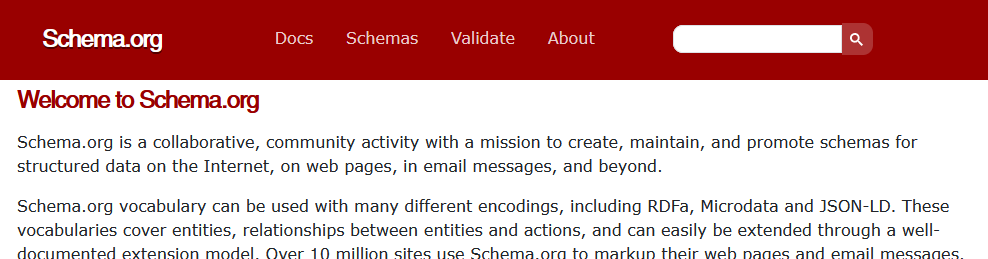 Schema.org Docs Schemas Validate About
Welcome to Schema.org
Schema.org is a collaborative, community activity with a mission to create, maintain, and promote schemas for
structured data on the Internet, on web pages, in email messages, and beyond.
Schema.org vocabulary can be used with many different encodings, including RDFa, Microdata and JSON-LD. These
vocabularies cover entities, relationships between entities and actions, and can easily be extended through a well-
documented extension model. Over 10 million sites use Schema.org to markup their web pages and email messages.